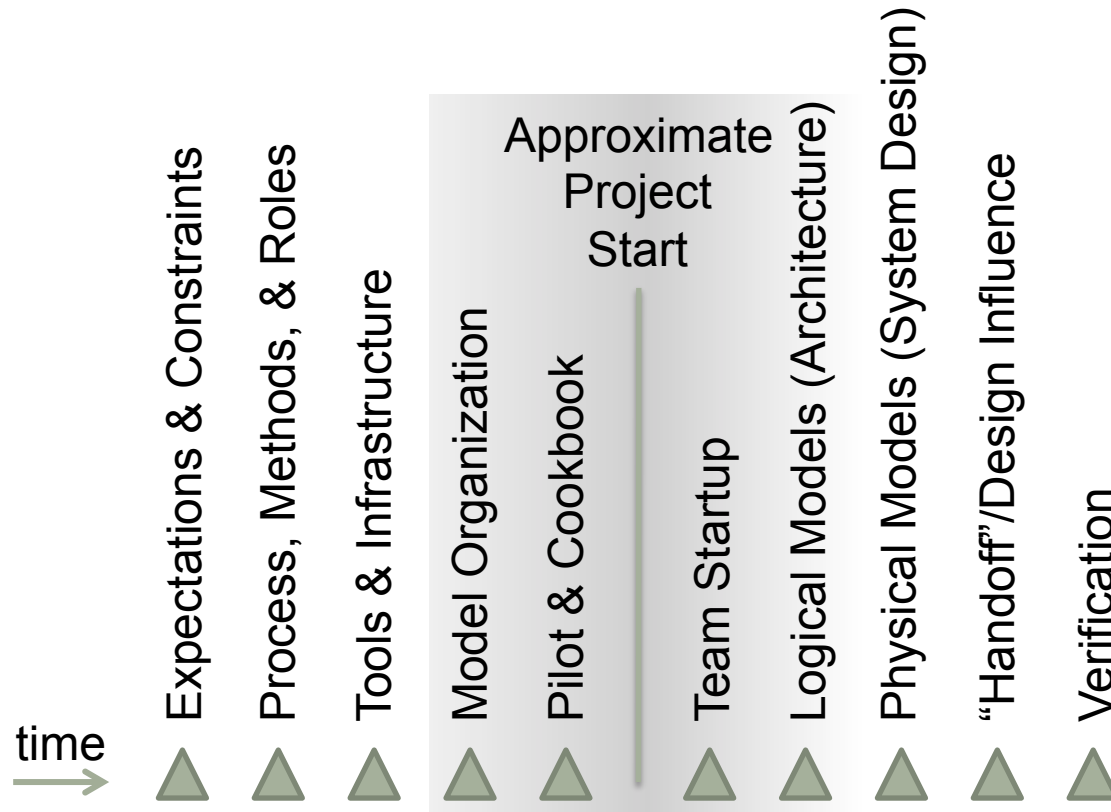 Approximate
Project
Start
time
Expectations & Constraints
Process, Methods, & Roles
Tools & Infrastructure
Model Organization
Pilot & Cookbook
Team Startup
Logical Models (Architecture)
Physical Models (System Design)
“Handoff”/Design Influence
Verification